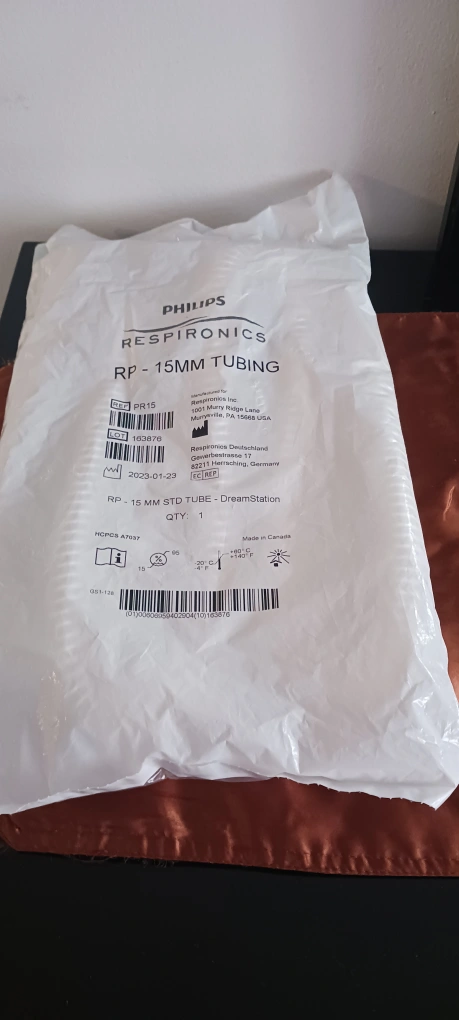 PHILIPS
RESPIRONICS
RP - 15MM TUBING
REF PR15
LOT 163876
2023-01-23
Manufactured for
Respironics Inc.
1001 Murry Ridge Lane
Murrysville, PA 15668 USA
Respironics Deutschland
Gewerbestrasse 17
82211 Herrsching, Germany
EC REP
RP - 15 MM STD TUBE - DreamStation
QTY: 1
HCPCS A7037
Made in Canada
15 % 95
-20° C
-4° F
+60° C
+140° F
GS1-128
(01)00606959402904(10)163876